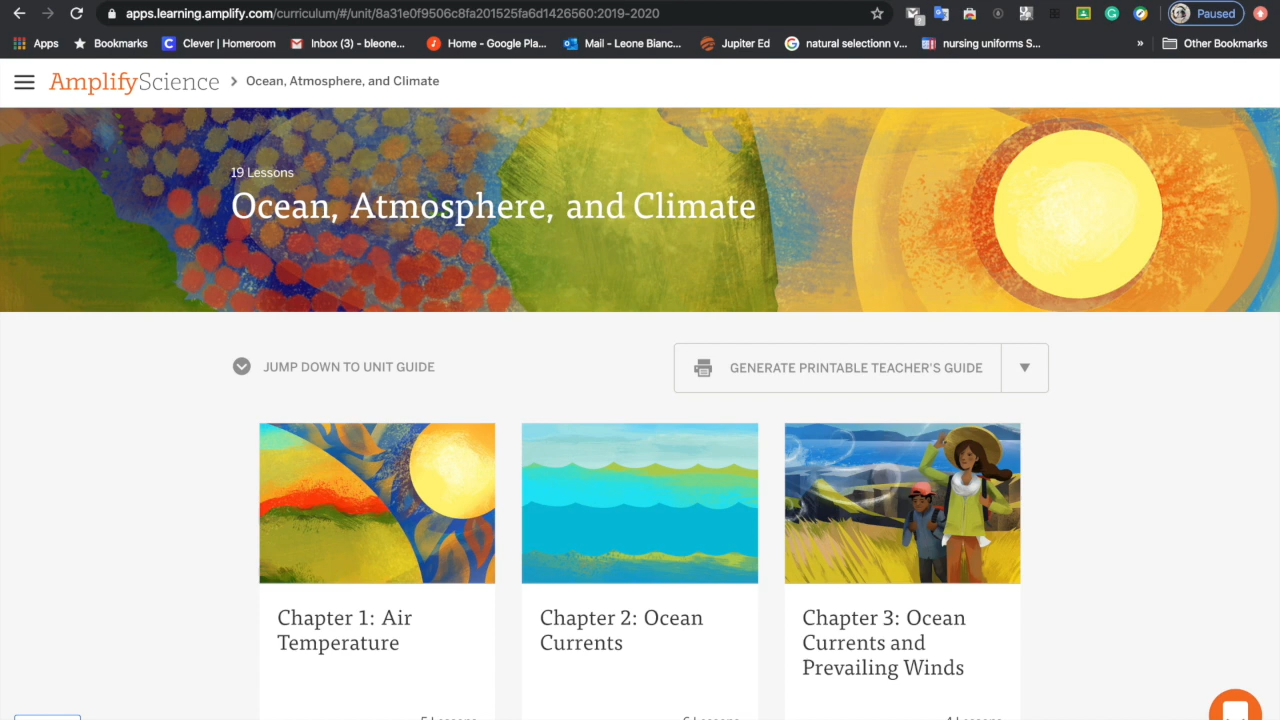 apps.learning.amplify.com/curriculum/#/unit/8a31e0f9506c8fa201525fa6d1426560:2019-2020
Paused
Apps
Bookmarks
Clever | Homeroom
Inbox (3) - bleone...
Home - Google Pla...
Mail - Leone Bianc...
Jupiter Ed
natural selectionn v...
nursing uniforms S...
»
Other Bookmarks
AmplifyScience > Ocean, Atmosphere, and Climate
19 Lessons
Ocean, Atmosphere, and Climate
JUMP DOWN TO UNIT GUIDE
GENERATE PRINTABLE TEACHER'S GUIDE
Chapter 1: Air
Temperature
Chapter 2: Ocean
Currents
Chapter 3: Ocean
Currents and
Prevailing Winds